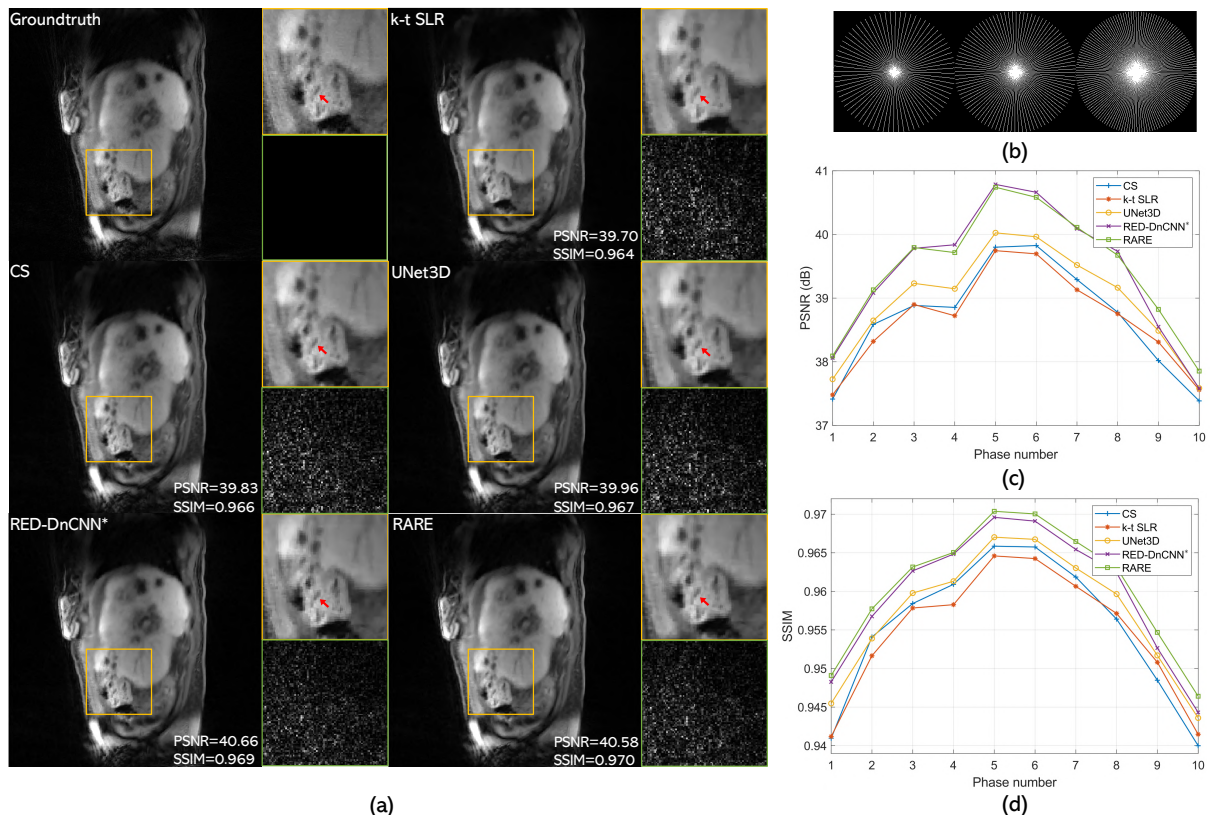 Groundtruth
k-t SLR
PSNR=39.70
SSIM=0.964
CS
PSNR=39.83
SSIM=0.966
UNet3D
PSNR=39.96
SSIM=0.967
RED-DnCNN*
PSNR=40.66
SSIM=0.969
RARE
PSNR=40.58
SSIM=0.970
(a)
(b)
41
40
39
38
37
PSNR (dB)
CS
k-t SLR
UNet3D
RED-DnCNN*
RARE
1 2 3 4 5 6 7 8 9 10
Phase number
(c)
0.97
0.965
0.96
0.955
0.95
0.945
0.94
SSIM
CS
k-t SLR
UNet3D
RED-DnCNN*
RARE
1 2 3 4 5 6 7 8 9 10
Phase number
(d)